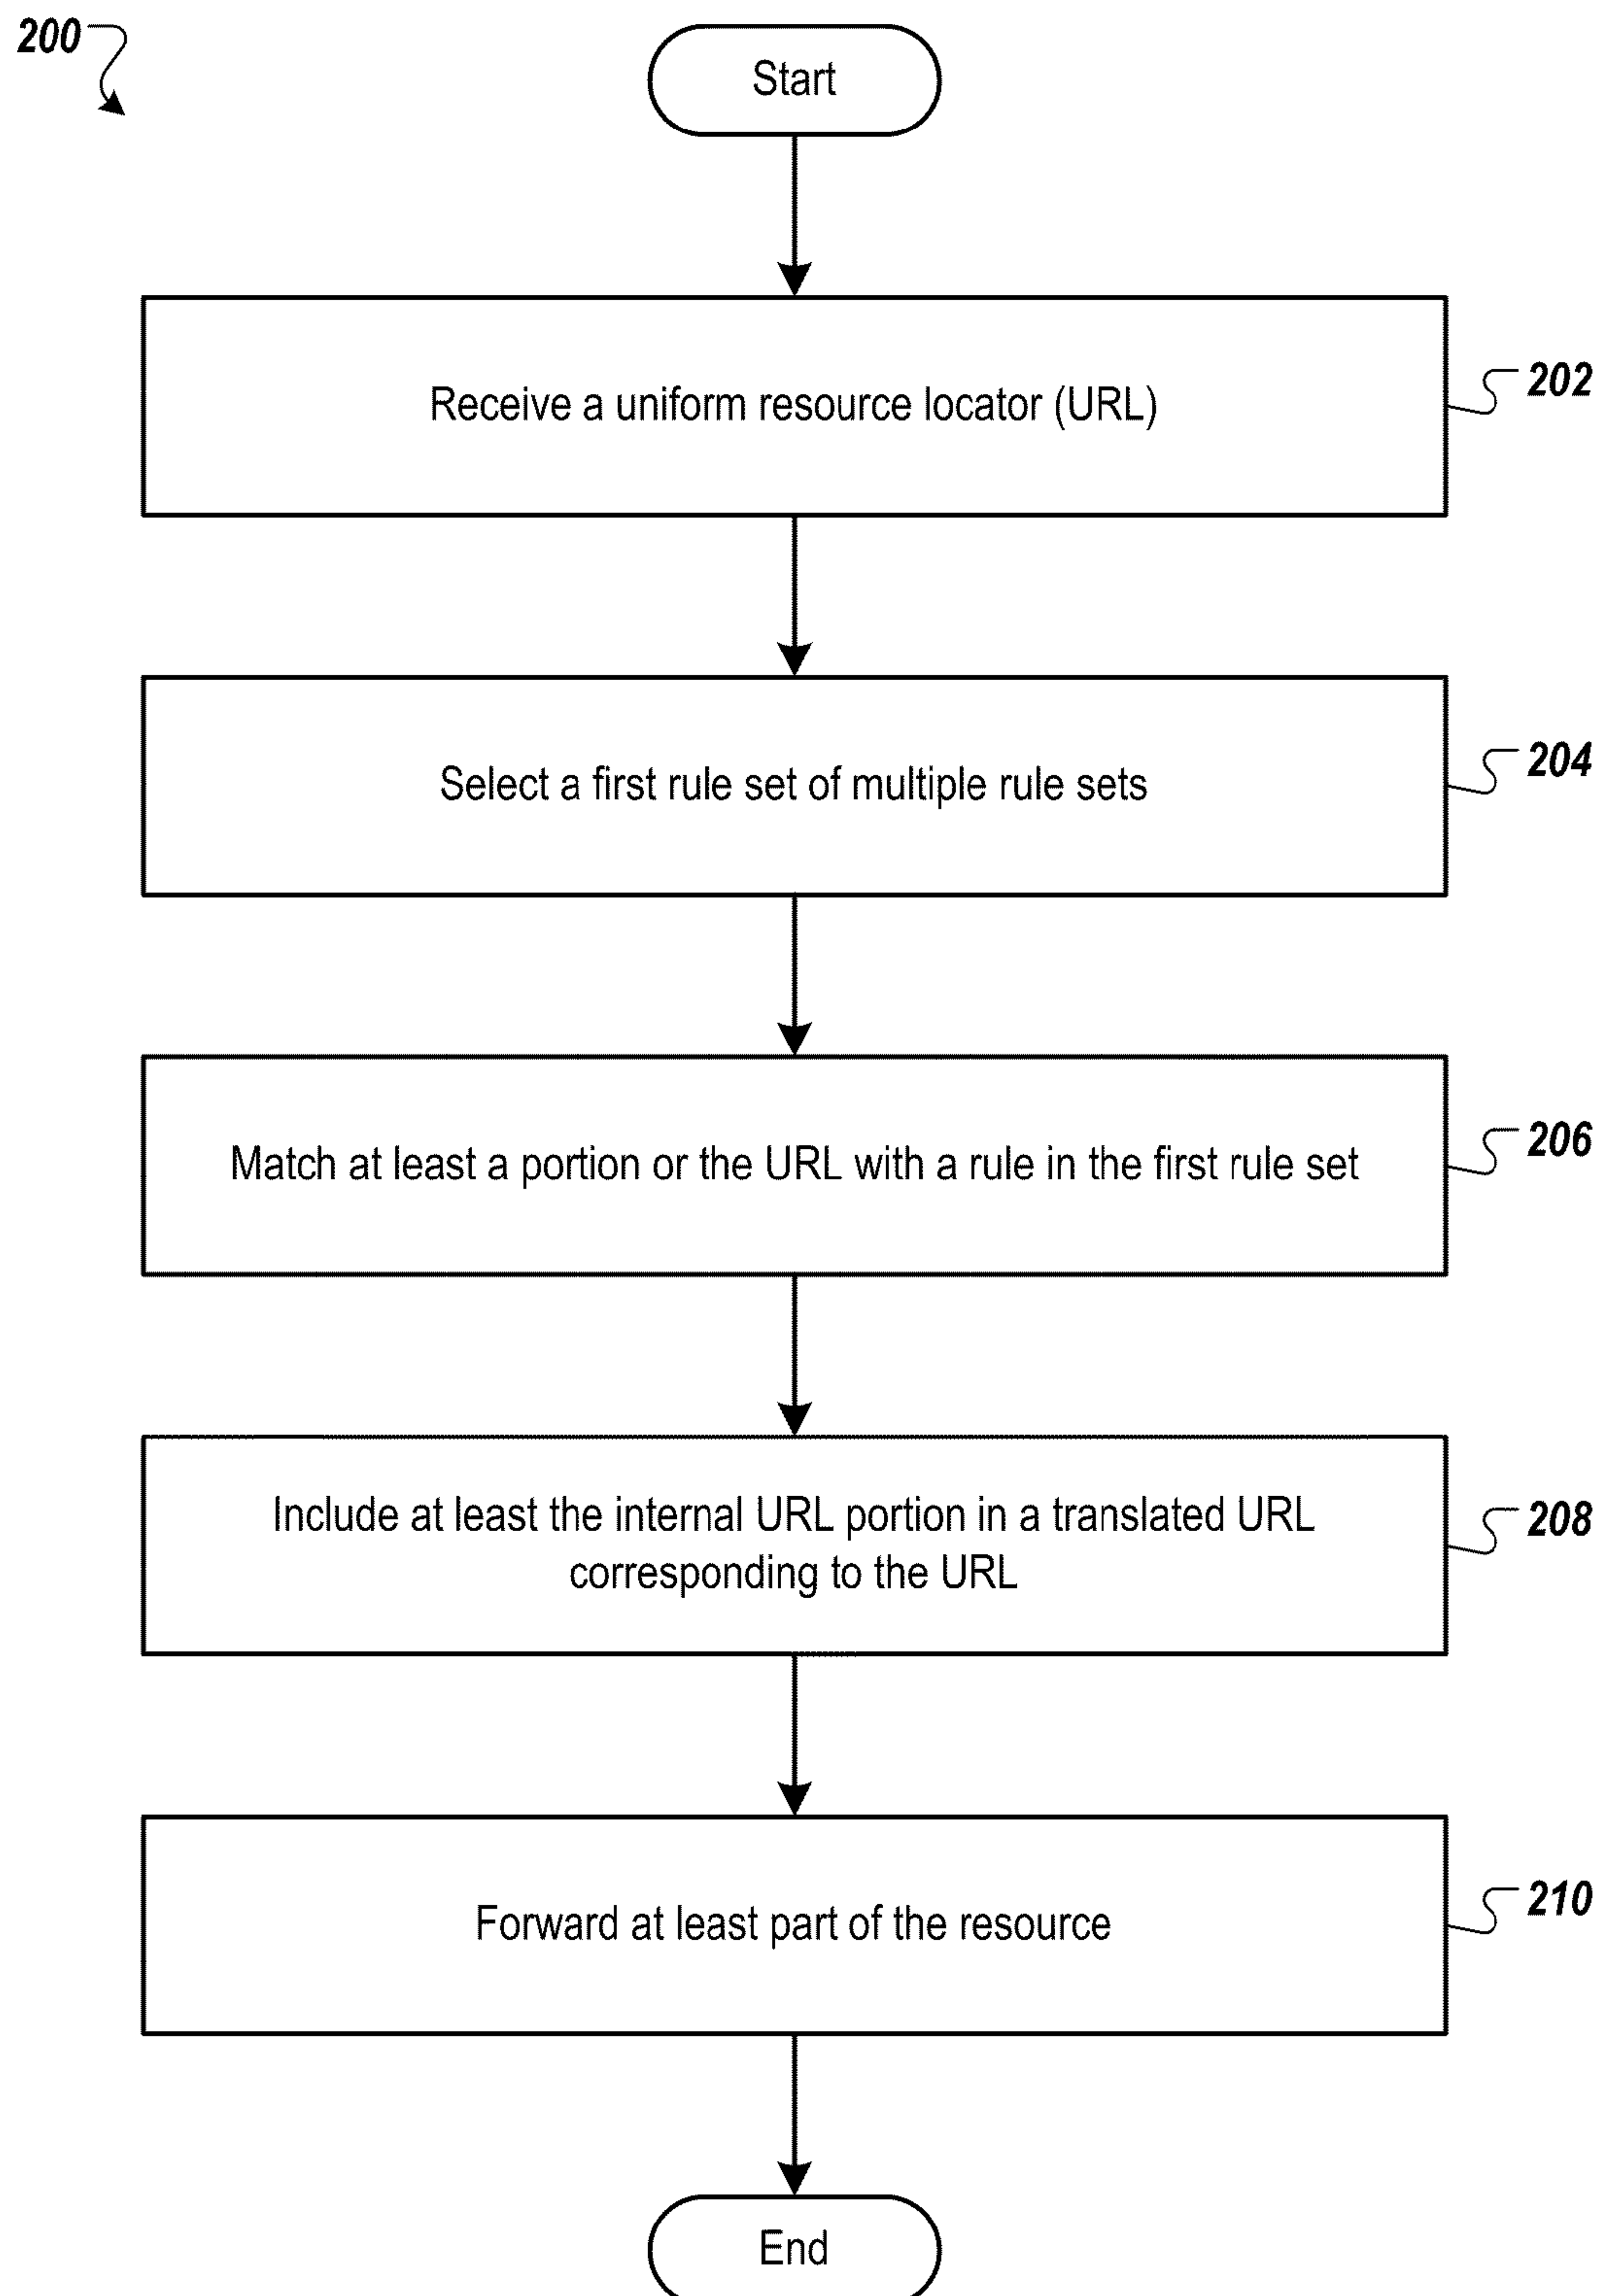 200
Start
Receive a uniform resource locator (URL)
202
Select a first rule set of multiple rule sets
204
Match at least a portion or the URL with a rule in the first rule set
206
Include at least the internal URL portion in a translated URL
corresponding to the URL
208
Forward at least part of the resource
210
End